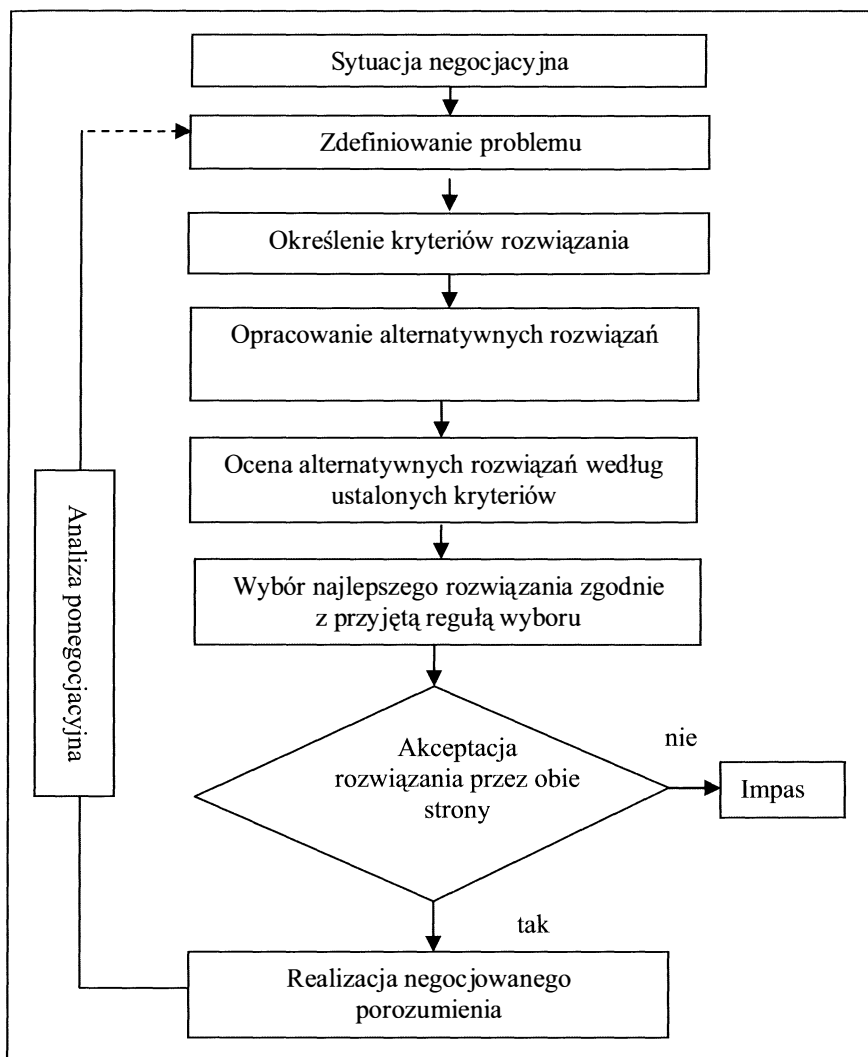 Sytuacja negocjacyjna
Zdefiniowanie problemu
Określenie kryteriów rozwiązania
Opracowanie alternatywnych rozwiązań
Ocena alternatywnych rozwiązań według
ustalonych kryteriów
Wybór najlepszego rozwiązania zgodnie
z przyjętą regułą wyboru
Akceptacja
rozwiązania przez obie
strony
nie
Impas
tak
Realizacja negocjowanego
porozumienia
Analiza ponegocjacyjna